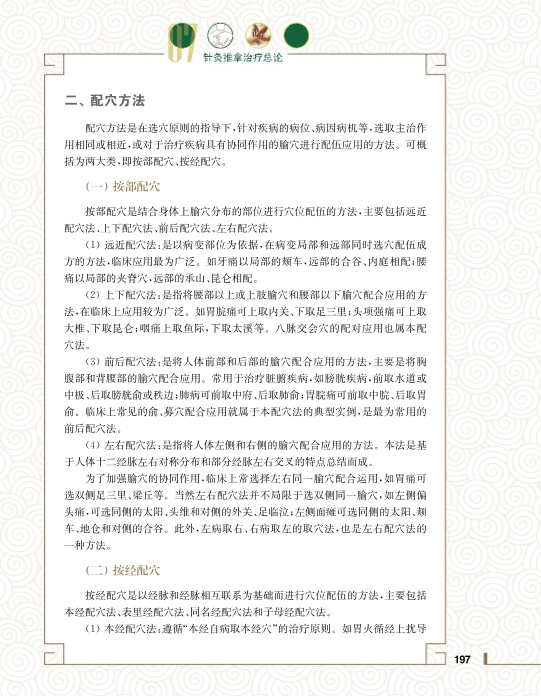 07
针灸推拿治疗总论
二、配穴方法
配穴方法是在选穴原则的指导下,针对疾病的病位、病因病机等,选取主治作
用相同或相近,或对于治疗疾病具有协同作用的腧穴进行配伍应用的方法。可概
括为两大类,即按部配穴、按经配穴。
(一) 按部配穴
按部配穴是结合身体上腧穴分布的部位进行穴位配伍的方法,主要包括远近
配穴法、上下配穴法、前后配穴法、左右配穴法。
(1) 远近配穴法:是以病变部位为依据,在病变局部和远部同时选穴配伍成
方的方法,临床应用最为广泛。如牙痛以局部的颊车,远部的合谷、内庭相配;腰
痛以局部的夹脊穴,远部的承山、昆仑相配。
(2) 上下配穴法:是指将腰部以上或上肢腧穴和腰部以下腧穴配合应用的方
法,在临床上应用较为广泛。如胃脘痛可上取内关、下取足三里;头项强痛可上取
大椎、下取昆仑;咽痛上取鱼际,下取太溪等。八脉交会穴的配对应用也属本配
穴法。
(3) 前后配穴法:是将人体前部和后部的腧穴配合应用的方法,主要是将胸
腹部和背腰部的腧穴配合应用。常用于治疗脏腑疾病,如膀胱疾病,前取水道或
中极、后取膀胱俞或秩边;肺病可前取中府、后取肺俞;胃脘痛可前取中脘、后取胃
俞。临床上常见的俞、募穴配合应用就属于本配穴法的典型实例,是最为常用的
前后配穴法。
(4) 左右配穴法:是指将人体左侧和右侧的腧穴配合应用的方法。本法是基
于人体十二经脉左右对称分布和部分经脉左右交叉的特点总结而成。
为了加强腧穴的协同作用,临床上常选择左右同一腧穴配合运用,如胃痛可
选双侧足三里、梁丘等。当然左右配穴法并不局限于选双侧同一腧穴,如左侧偏
头痛,可选同侧的太阳、头维和对侧的外关、足临泣;左侧面瘫可选同侧的太阳、颊
车、地仓和对侧的合谷。此外,左病取右、右病取左的取穴法,也是左右配穴法的
一种方法。
(二) 按经配穴
按经配穴是以经脉和经脉相互联系为基础而进行穴位配伍的方法,主要包括
本经配穴法、表里经配穴法、同名经配穴法和子母经配穴法。
(1) 本经配穴法:遵循“本经自病取本经穴”的治疗原则。如胃火循经上扰导
197